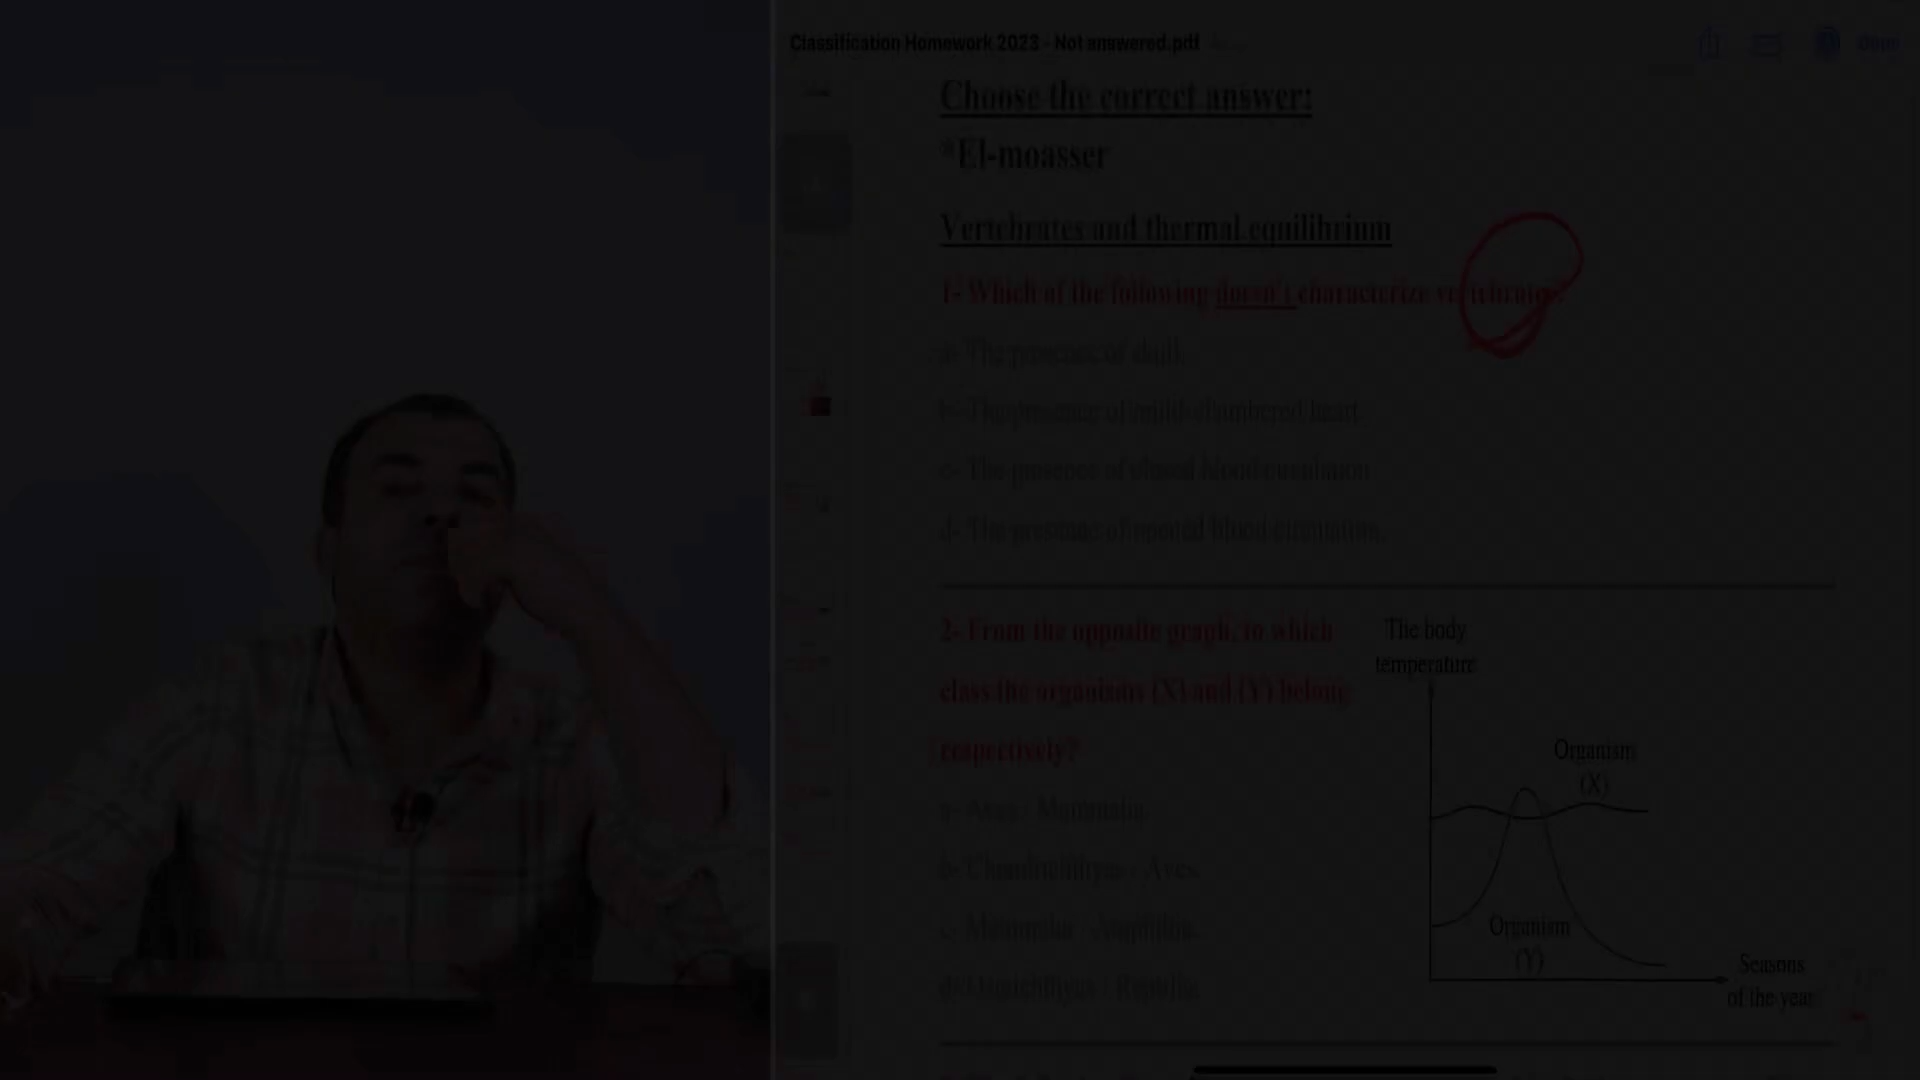 Classification Homework 2023 - Not answered.pdf
Done
Choose the correct answer:
*El-moasser
Vertebrates and thermal equilibrium
1- Which of the following doesn't characterize vertebrates?
a- The presence of skull.
b- The presence of multi-chambered heart.
c- The presence of closed blood circulation.
d- The presence of opened blood circulation.
2- From the opposite graph, to which
class the organisms (X) and (Y) belong
respectively?
a- Aves / Mammalia.
b- Chondrichthyes / Aves.
c- Mammalia / Amphibia.
d- Osteichthyes / Reptilia.
The body
temperature
Organism
(X)
Organism
(Y)
Seasons
of the year